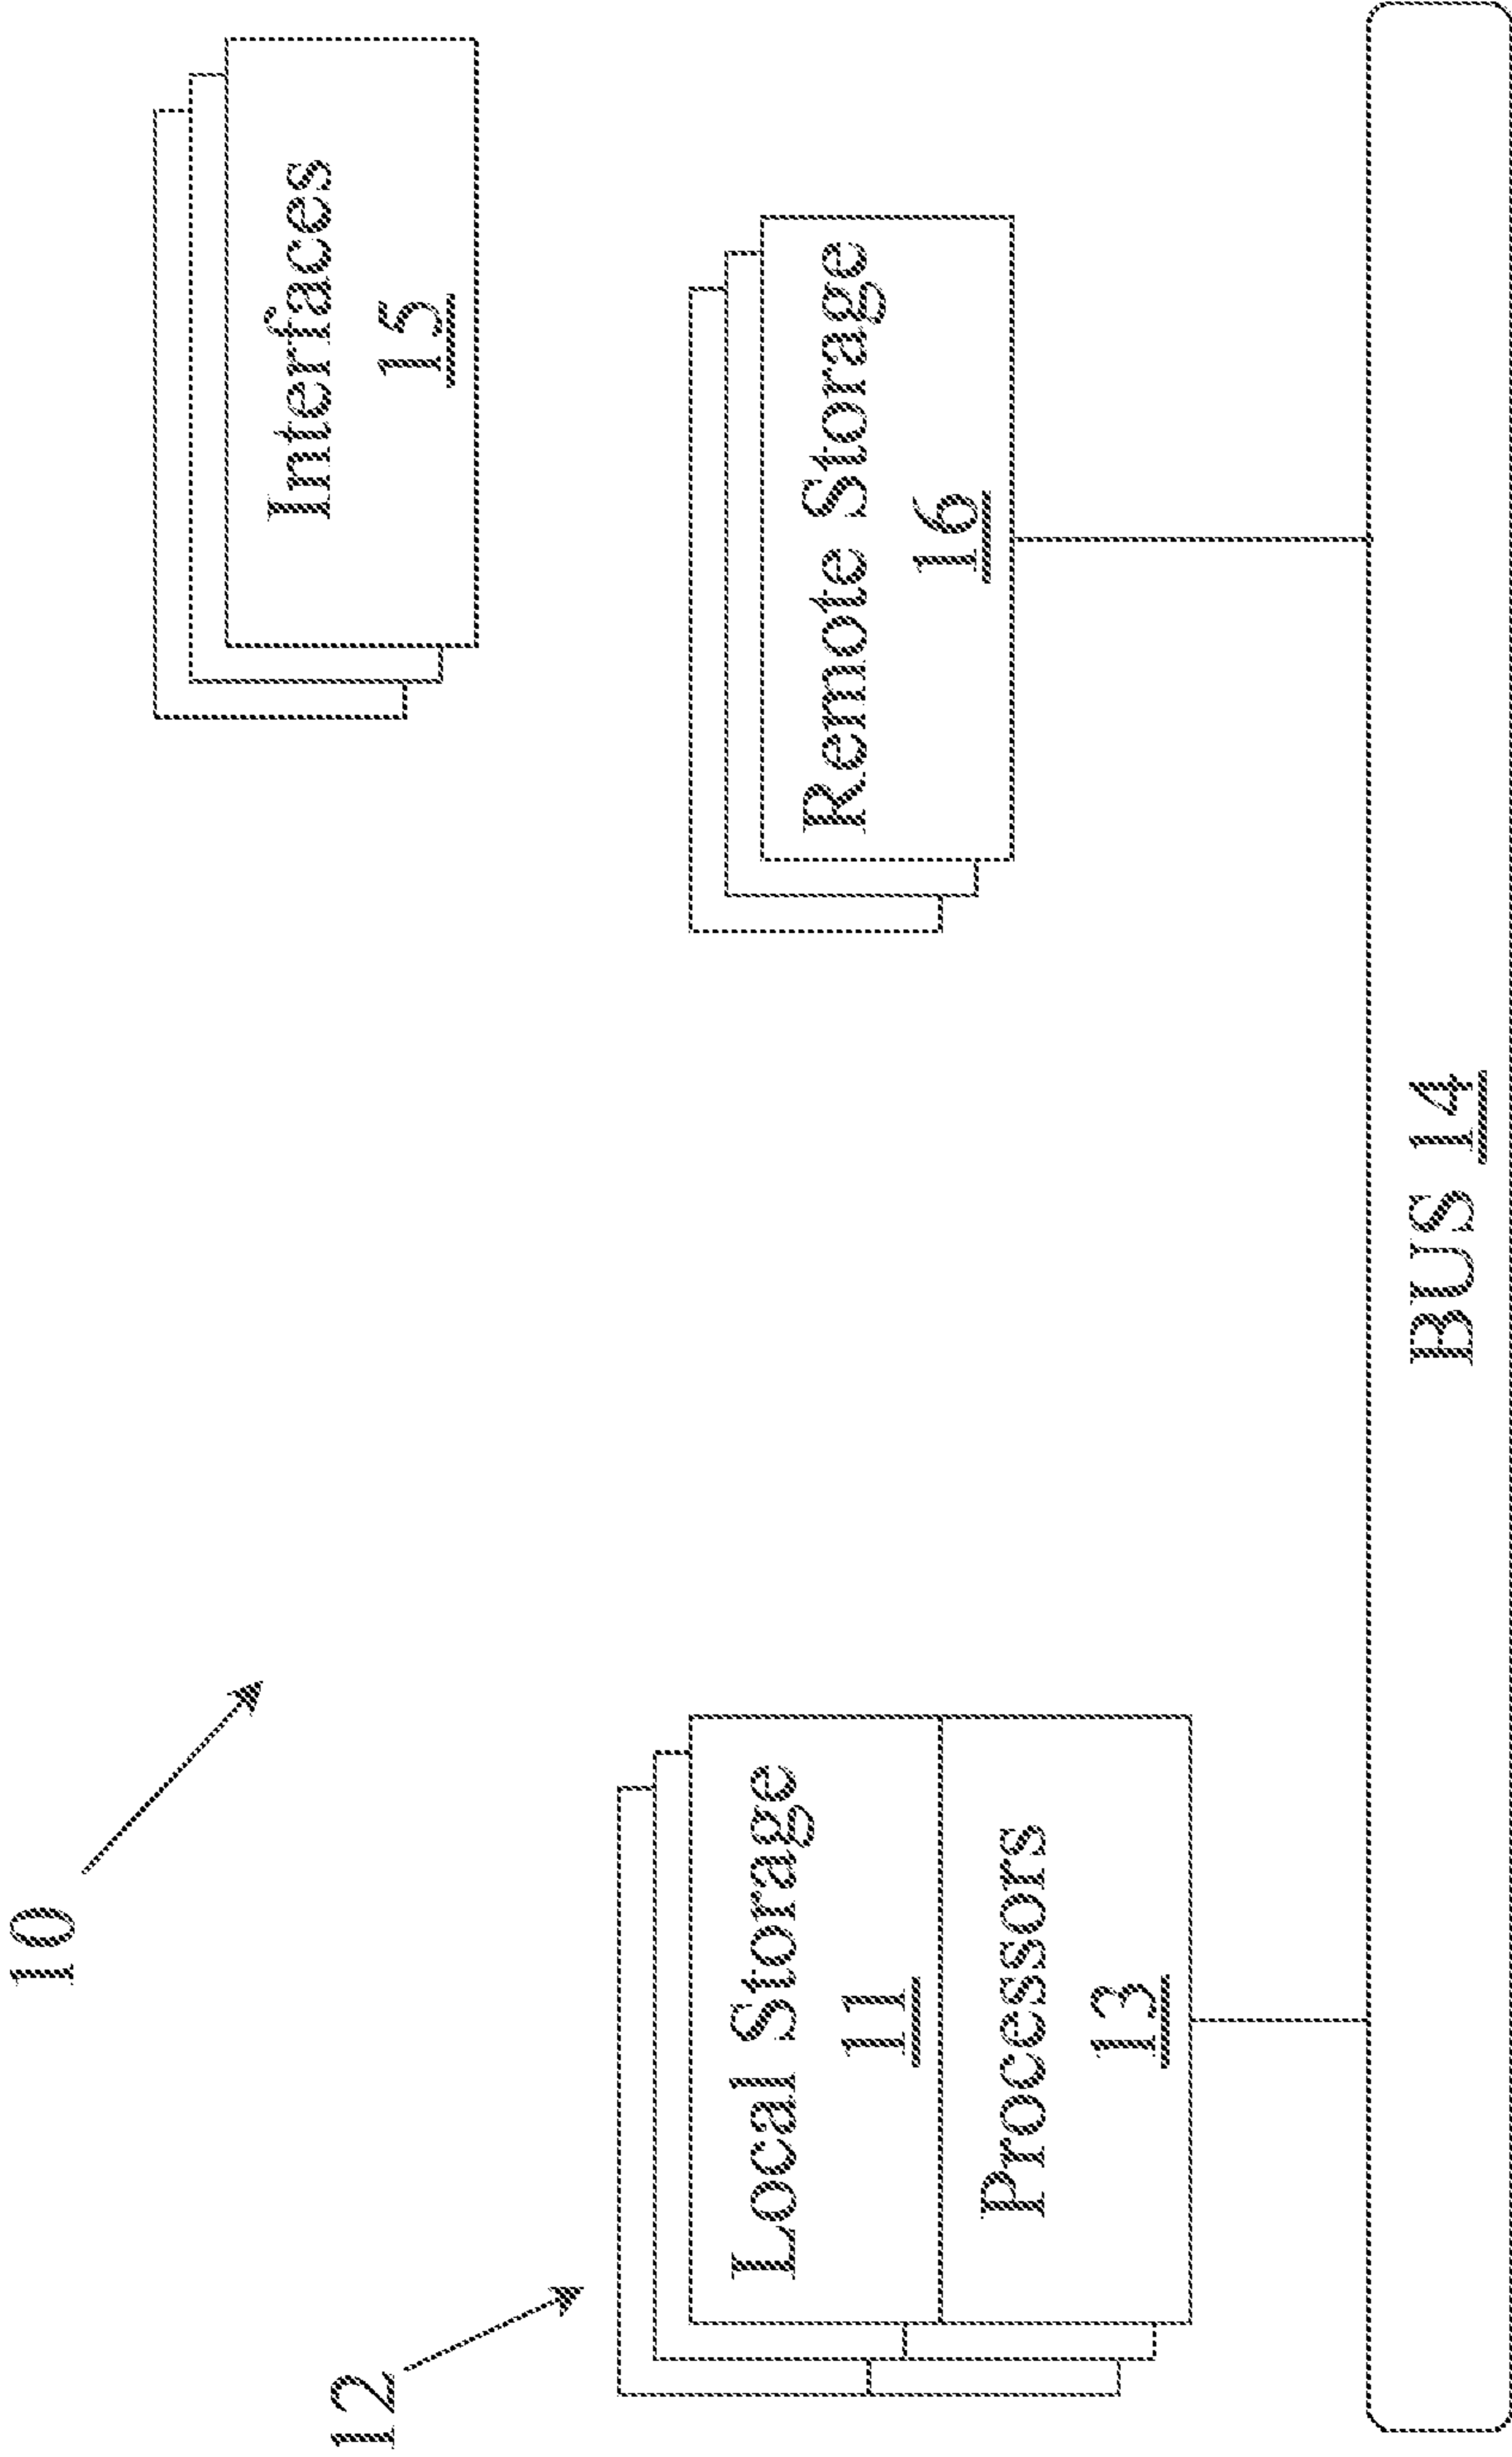 10
12
Interfaces
15
Local Storage
11
Remote Storage
16
Processors
13
BUS 14